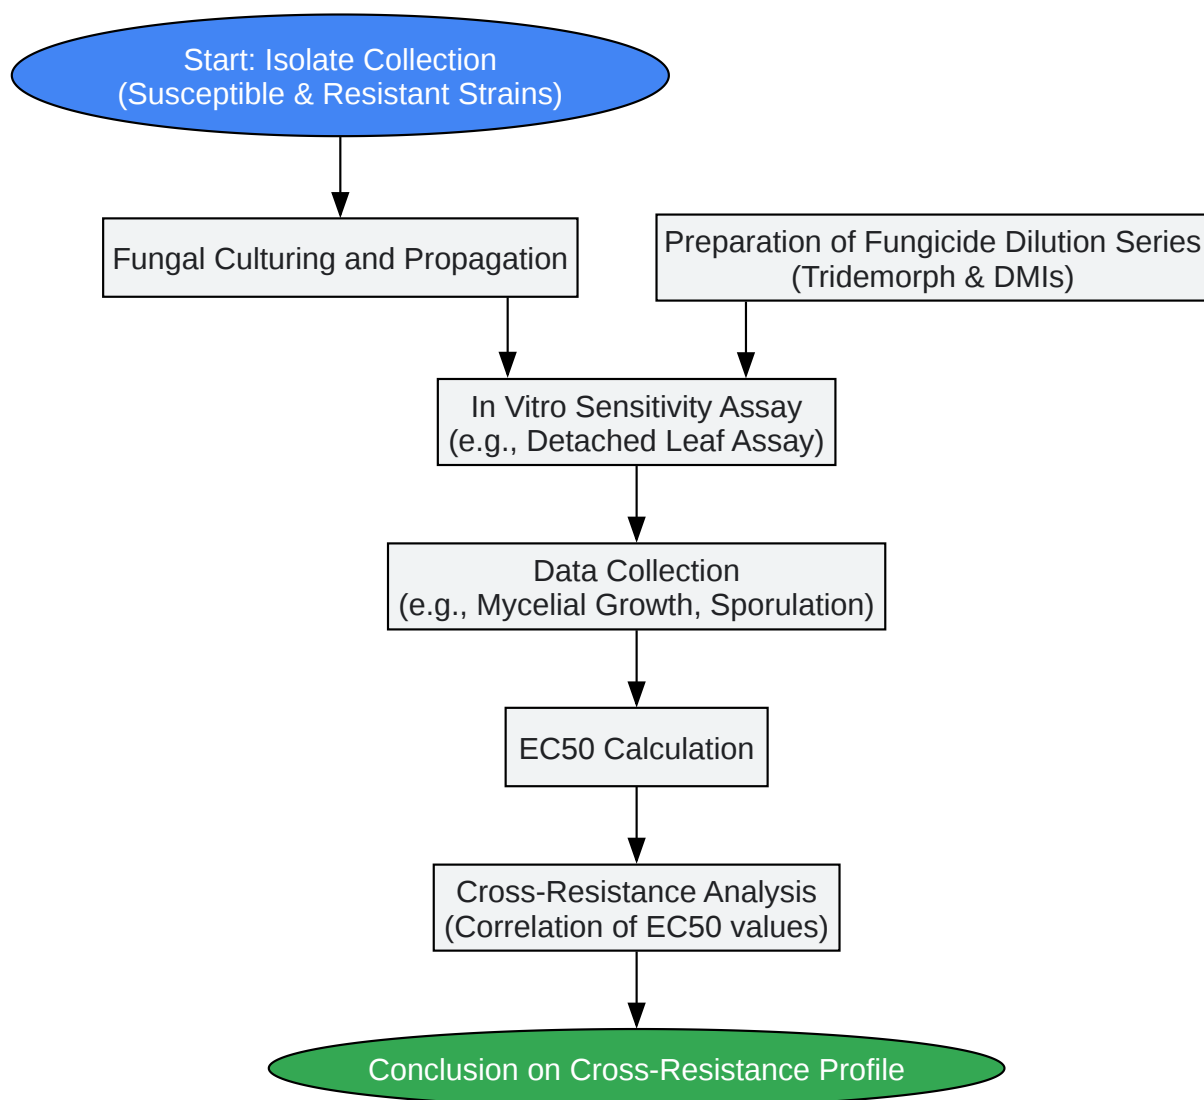 Start: Isolate Collection
(Susceptible & Resistant Strains)
Fungal Culturing and Propagation
Preparation of Fungicide Dilution Series
(Tridemorph & DMIs)
In Vitro Sensitivity Assay
(e.g., Detached Leaf Assay)
Data Collection
(e.g., Mycelial Growth, Sporulation)
EC50 Calculation
Cross-Resistance Analysis
(Correlation of EC50 values)
Conclusion on Cross-Resistance Profile